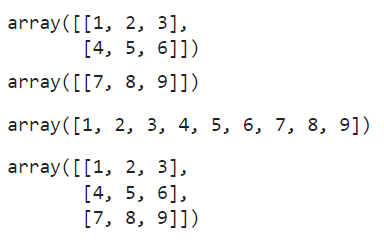 array([[1, 2, 3],
       [4, 5, 6]])
array([[7, 8, 9]])
array([1, 2, 3, 4, 5, 6, 7, 8, 9])
array([[1, 2, 3],
       [4, 5, 6],
       [7, 8, 9]])